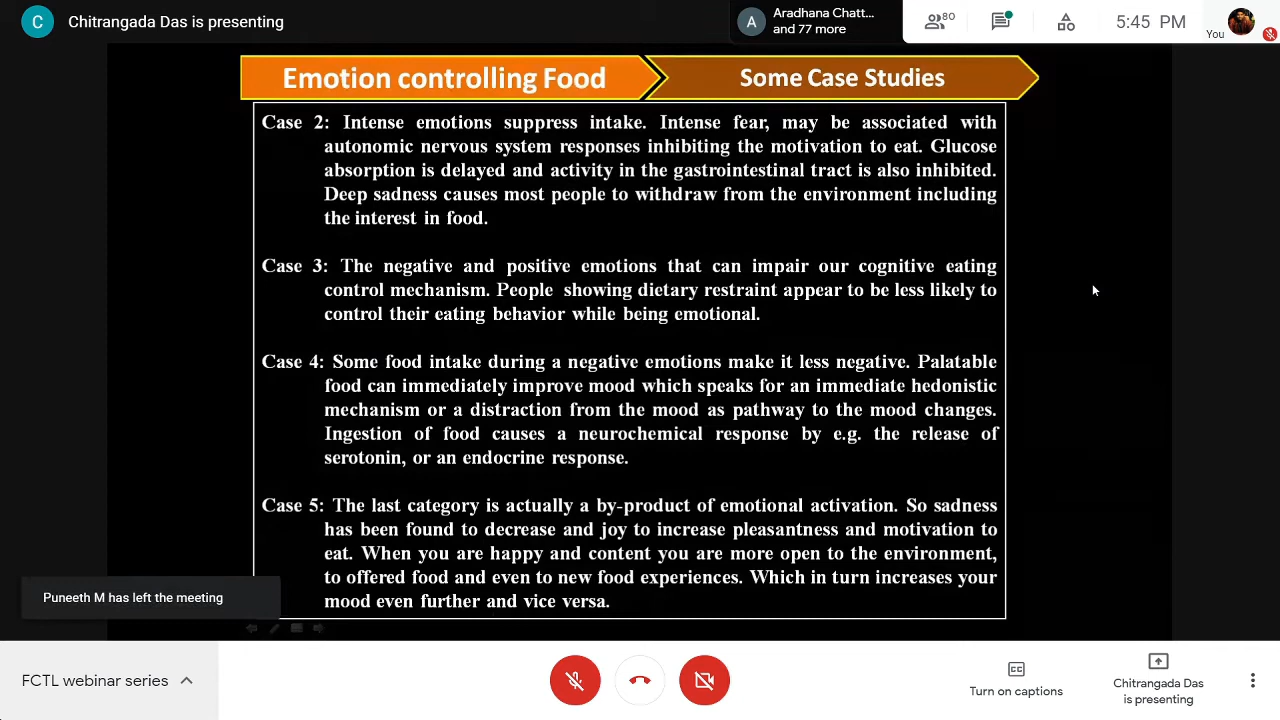 C Chitrangada Das is presenting
A Aradhana Chatt...
and 77 more
80
5:45 PM
You
Emotion controlling Food
Some Case Studies
Case 2: Intense emotions suppress intake. Intense fear, may be associated with
autonomic nervous system responses inhibiting the motivation to eat. Glucose
absorption is delayed and activity in the gastrointestinal tract is also inhibited.
Deep sadness causes most people to withdraw from the environment including
the interest in food.
Case 3: The negative and positive emotions that can impair our cognitive eating
control mechanism. People showing dietary restraint appear to be less likely to
control their eating behavior while being emotional.
Case 4: Some food intake during a negative emotions make it less negative. Palatable
food can immediately improve mood which speaks for an immediate hedonistic
mechanism or a distraction from the mood as pathway to the mood changes.
Ingestion of food causes a neurochemical response by e.g. the release of
serotonin, or an endocrine response.
Case 5: The last category is actually a by-product of emotional activation. So sadness
has been found to decrease and joy to increase pleasantness and motivation to
eat. When you are happy and content you are more open to the environment,
to offered food and even to new food experiences. Which in turn increases your
mood even further and vice versa.
Puneeth M has left the meeting
FCTL webinar series
CC
Turn on captions
Chitrangada Das
is presenting